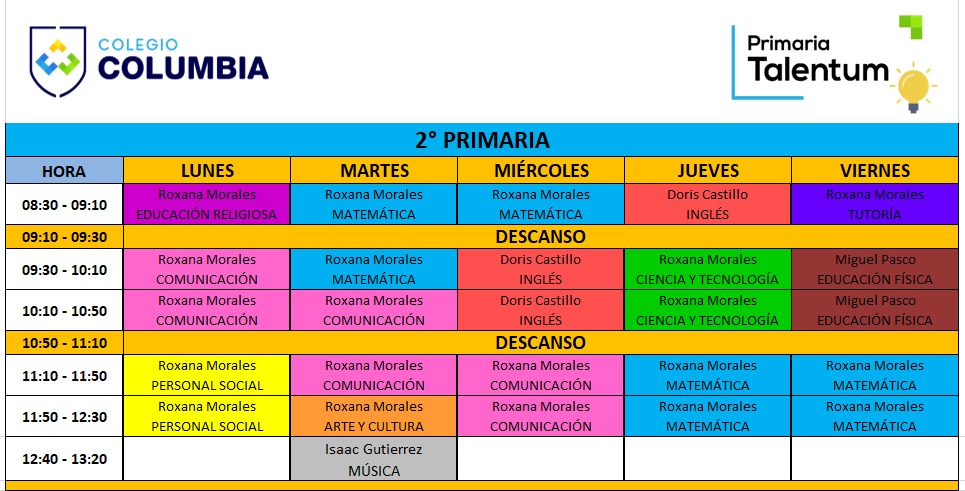 COLEGIO
COLUMBIA
Primaria
Talentum
2° PRIMARIA
HORA LUNES MARTES MIÉRCOLES JUEVES VIERNES
08:30 - 09:10 Roxana Morales EDUCACIÓN RELIGIOSA Roxana Morales MATEMÁTICA Roxana Morales MATEMÁTICA Doris Castillo INGLÉS Roxana Morales TUTORÍA
09:10 - 09:30 DESCANSO
09:30 - 10:10 Roxana Morales COMUNICACIÓN Roxana Morales MATEMÁTICA Doris Castillo INGLÉS Roxana Morales CIENCIA Y TECNOLOGÍA Miguel Pasco EDUCACIÓN FÍSICA
10:10 - 10:50 Roxana Morales COMUNICACIÓN Roxana Morales COMUNICACIÓN Doris Castillo INGLÉS Roxana Morales CIENCIA Y TECNOLOGÍA Miguel Pasco EDUCACIÓN FÍSICA
10:50 - 11:10 DESCANSO
11:10 - 11:50 Roxana Morales PERSONAL SOCIAL Roxana Morales COMUNICACIÓN Roxana Morales COMUNICACIÓN Roxana Morales MATEMÁTICA Roxana Morales MATEMÁTICA
11:50 - 12:30 Roxana Morales PERSONAL SOCIAL Roxana Morales ARTE Y CULTURA Roxana Morales COMUNICACIÓN Roxana Morales MATEMÁTICA Roxana Morales MATEMÁTICA
12:40 - 13:20 Isaac Gutierrez MÚSICA